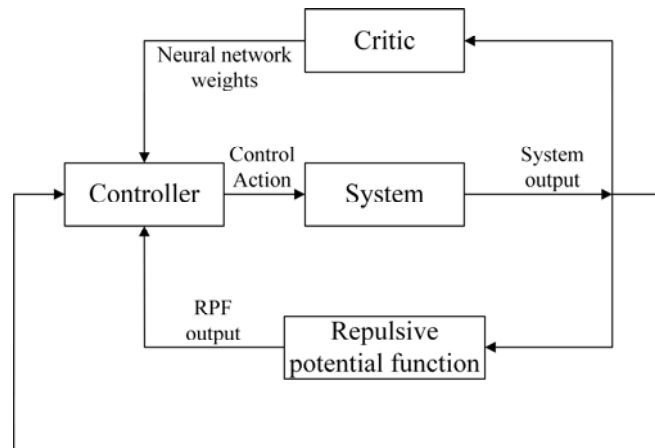 Critic
Neural network
weights
Control
Action
System
output
Controller
System
RPF
output
Repulsive
potential function